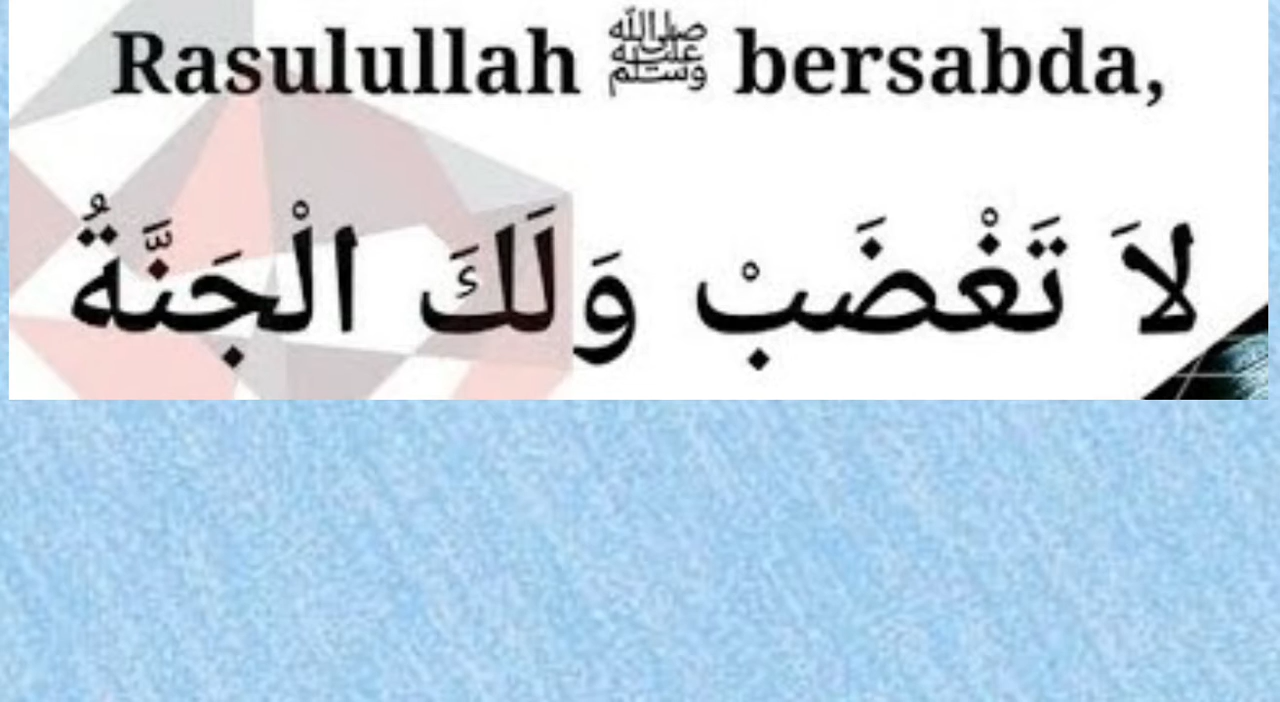 Rasulullah ﷺ bersabda,
لاَ تَغْضَبْ وَلَكَ الْجَنَّةُ